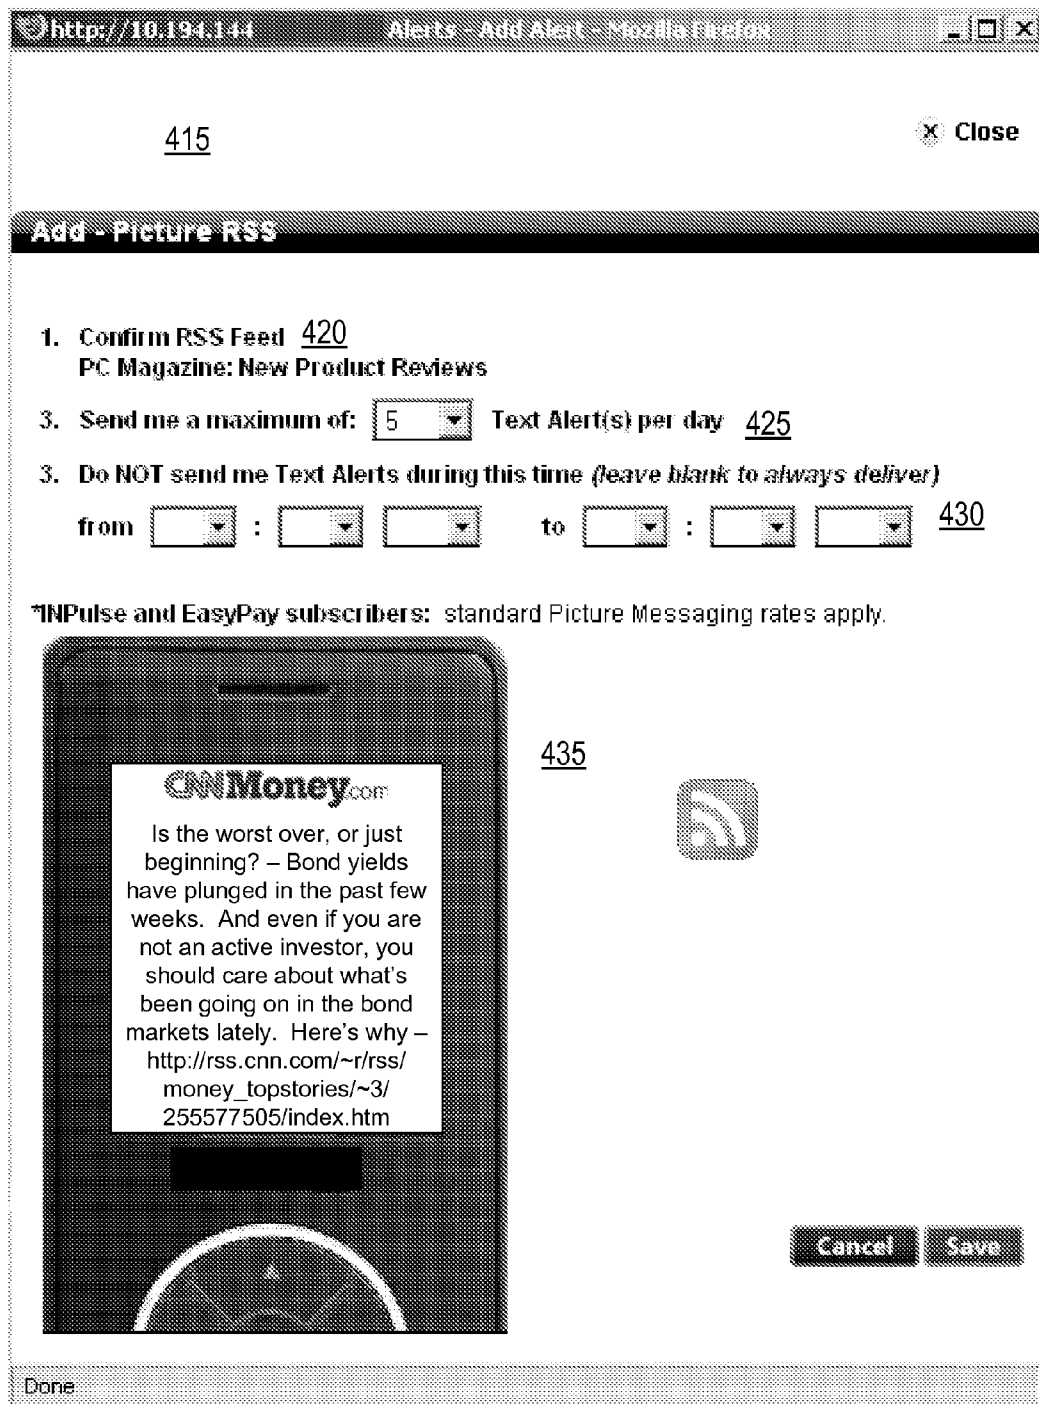 http://10.194.144 Alerts - Add Alert - Mozilla Firefox
415
x Close
Add - Picture RSS
1. Confirm RSS Feed 420
PC Magazine: New Product Reviews
3. Send me a maximum of: 5 Text Alert(s) per day 425
3. Do NOT send me Text Alerts during this time (leave blank to always deliver)
from : to : 430
*INPulse and EasyPay subscribers: standard Picture Messaging rates apply.
435
CNNMoney.com
Is the worst over, or just
beginning? – Bond yields
have plunged in the past few
weeks. And even if you are
not an active investor, you
should care about what's
been going on in the bond
markets lately. Here's why –
http://rss.cnn.com/~r/rss/
money_topstories/~3/
255577505/index.htm
Cancel Save
Done